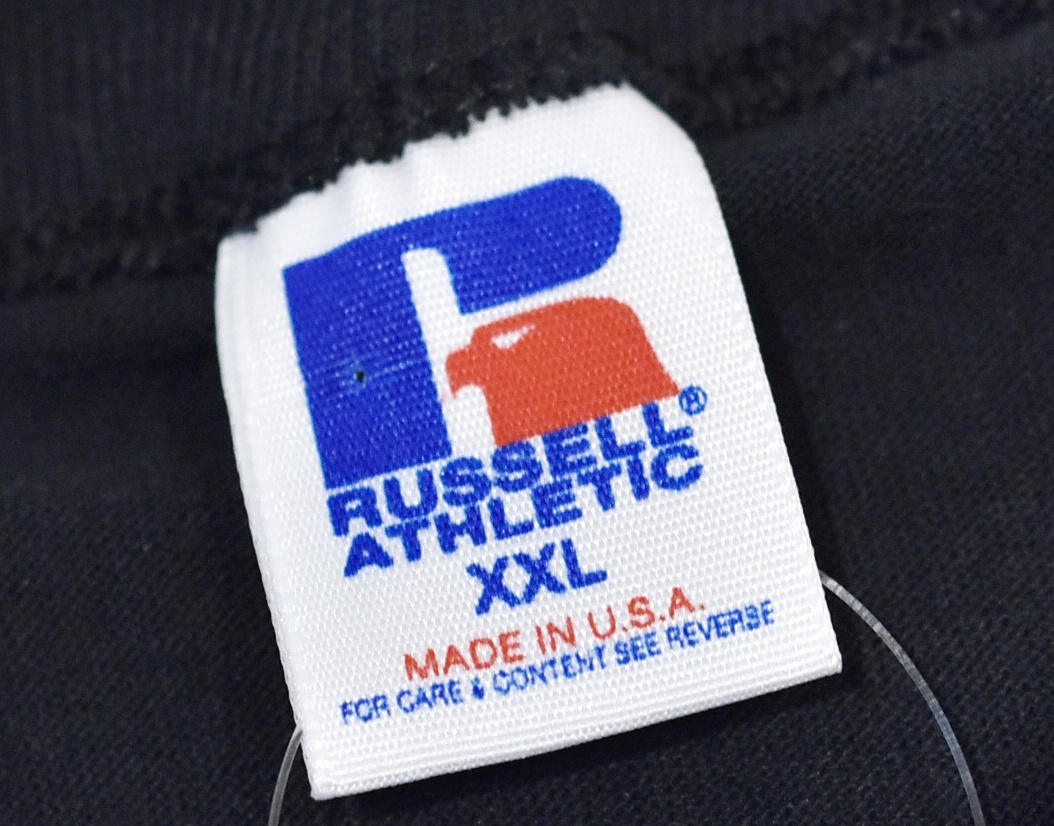 RUSSELL®
ATHLETIC
XXL
MADE IN U.S.A.
FOR CARE & CONTENT SEE REVERSE